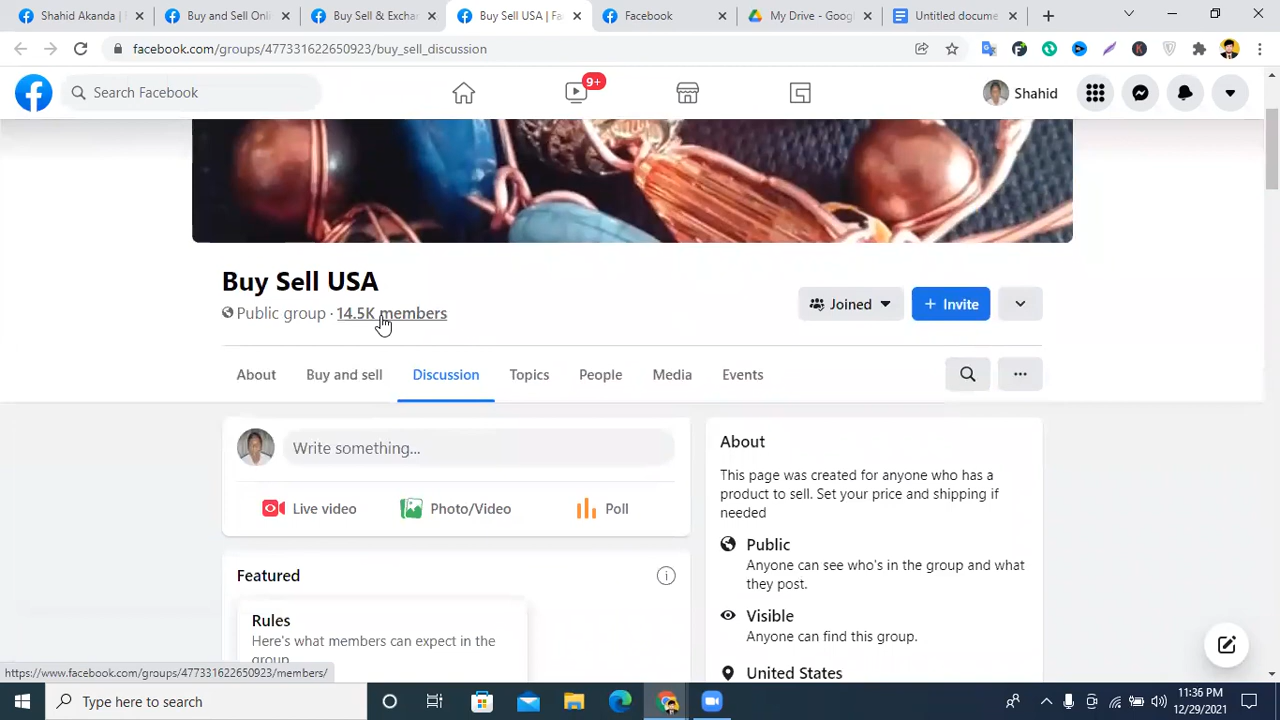 Shahid Akanda |
Buy and Sell Onli
Buy Sell & Exchar
Buy Sell USA | Fa
Facebook
My Drive - Goog
Untitled docume
facebook.com/groups/477331622650923/buy_sell_discussion
Search Facebook
9+
Shahid
Buy Sell USA
Public group · 14.5K members
Joined
+ Invite
About
Buy and sell
Discussion
Topics
People
Media
Events
Write something...
Live video
Photo/Video
Poll
Featured
Rules
Here's what members can expect in the
group.
About
This page was created for anyone who has a
product to sell. Set your price and shipping if
needed
Public
Anyone can see who's in the group and what
they post.
Visible
Anyone can find this group.
United States
https://www.facebook.com/groups/477331622650923/members/
Type here to search
11:36 PM
12/29/2021